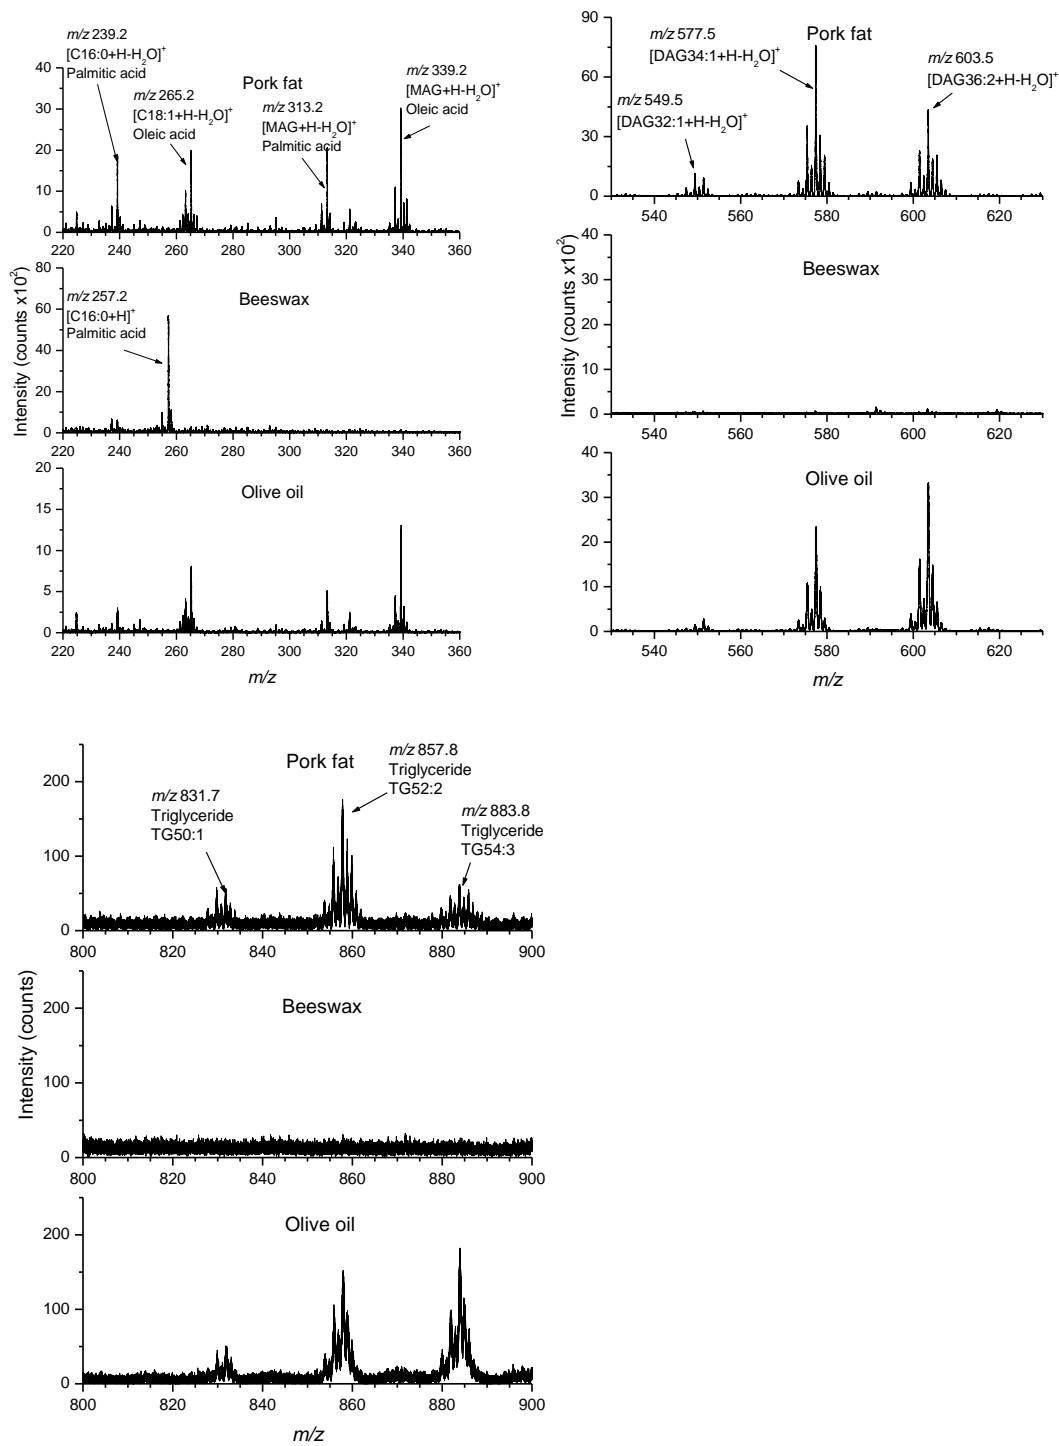 m/z 239.2
[C16:0+H-H2O]+
Palmitic acid
Pork fat
m/z 265.2
[C18:1+H-H2O]+
Oleic acid
m/z 313.2
[MAG+H-H2O]+
Palmitic acid
m/z 339.2
[MAG+H-H2O]+
Oleic acid
40
30
20
10
0
220 240 260 280 300 320 340 360
Intensity (counts x102)
80
60
40
20
0
m/z 257.2
[C16:0+H]+
Palmitic acid
Beeswax
220 240 260 280 300 320 340 360
20
15
10
5
0
Olive oil
220 240 260 280 300 320 340 360
m/z
90
60
30
0
Pork fat
m/z 577.5
[DAG34:1+H-H2O]+
m/z 549.5
[DAG32:1+H-H2O]+
m/z 603.5
[DAG36:2+H-H2O]+
540 560 580 600 620
Intensity (counts x102)
40
30
20
10
0
Beeswax
540 560 580 600 620
40
30
20
10
0
Olive oil
540 560 580 600 620
m/z
200
100
0
Pork fat
m/z 831.7
Triglyceride
TG50:1
m/z 857.8
Triglyceride
TG52:2
m/z 883.8
Triglyceride
TG54:3
800 820 840 860 880 900
Intensity (counts)
200
100
0
Beeswax
800 820 840 860 880 900
200
100
0
Olive oil
800 820 840 860 880 900
m/z